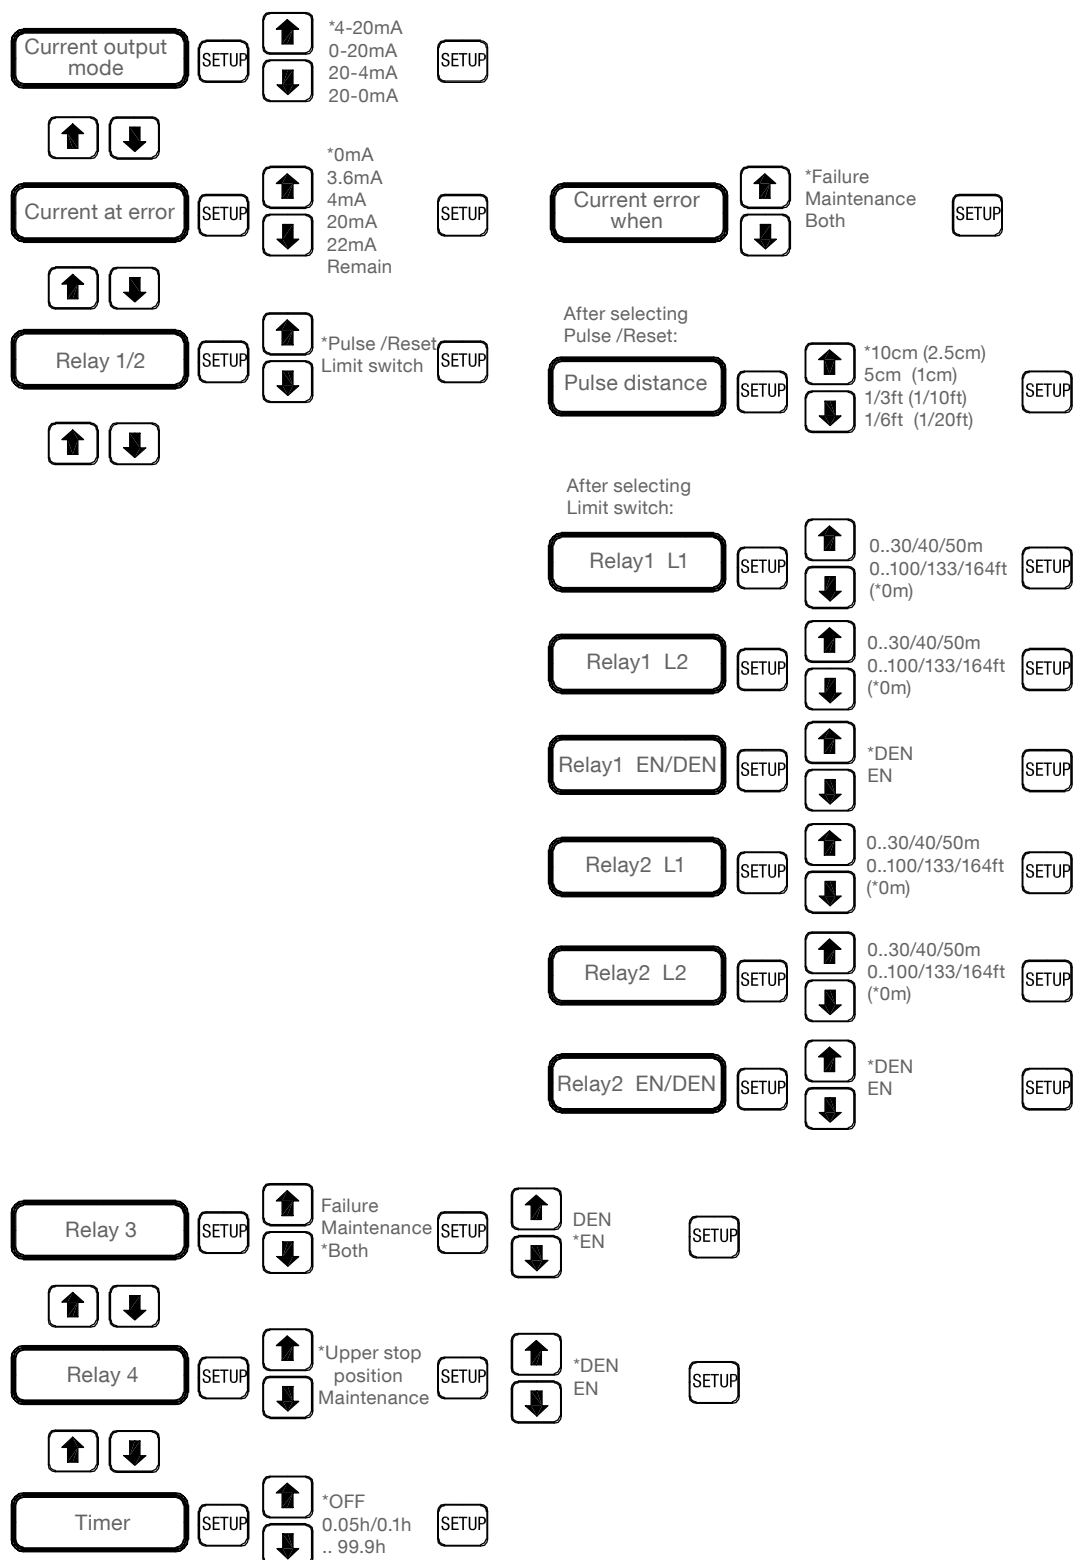 Current output
mode
SETUP
*4-20mA
0-20mA
20-4mA
20-0mA
SETUP
Current at error
SETUP
*0mA
3.6mA
4mA
20mA
22mA
Remain
SETUP
Current error
when
*Failure
Maintenance
Both
SETUP
Relay 1/2
SETUP
*Pulse /Reset
Limit switch
SETUP
After selecting
Pulse /Reset:
Pulse distance
SETUP
*10cm (2.5cm)
5cm (1cm)
1/3ft (1/10ft)
1/6ft (1/20ft)
SETUP
After selecting
Limit switch:
Relay1 L1
SETUP
0..30/40/50m
0..100/133/164ft
(*0m)
SETUP
Relay1 L2
SETUP
0..30/40/50m
0..100/133/164ft
(*0m)
SETUP
Relay1 EN/DEN
SETUP
*DEN
EN
SETUP
Relay2 L1
SETUP
0..30/40/50m
0..100/133/164ft
(*0m)
SETUP
Relay2 L2
SETUP
0..30/40/50m
0..100/133/164ft
(*0m)
SETUP
Relay2 EN/DEN
SETUP
*DEN
EN
SETUP
Relay 3
SETUP
Failure
Maintenance
*Both
SETUP
DEN
*EN
SETUP
Relay 4
SETUP
*Upper stop
position
Maintenance
SETUP
*DEN
EN
SETUP
Timer
SETUP
*OFF
0.05h/0.1h
.. 99.9h
SETUP